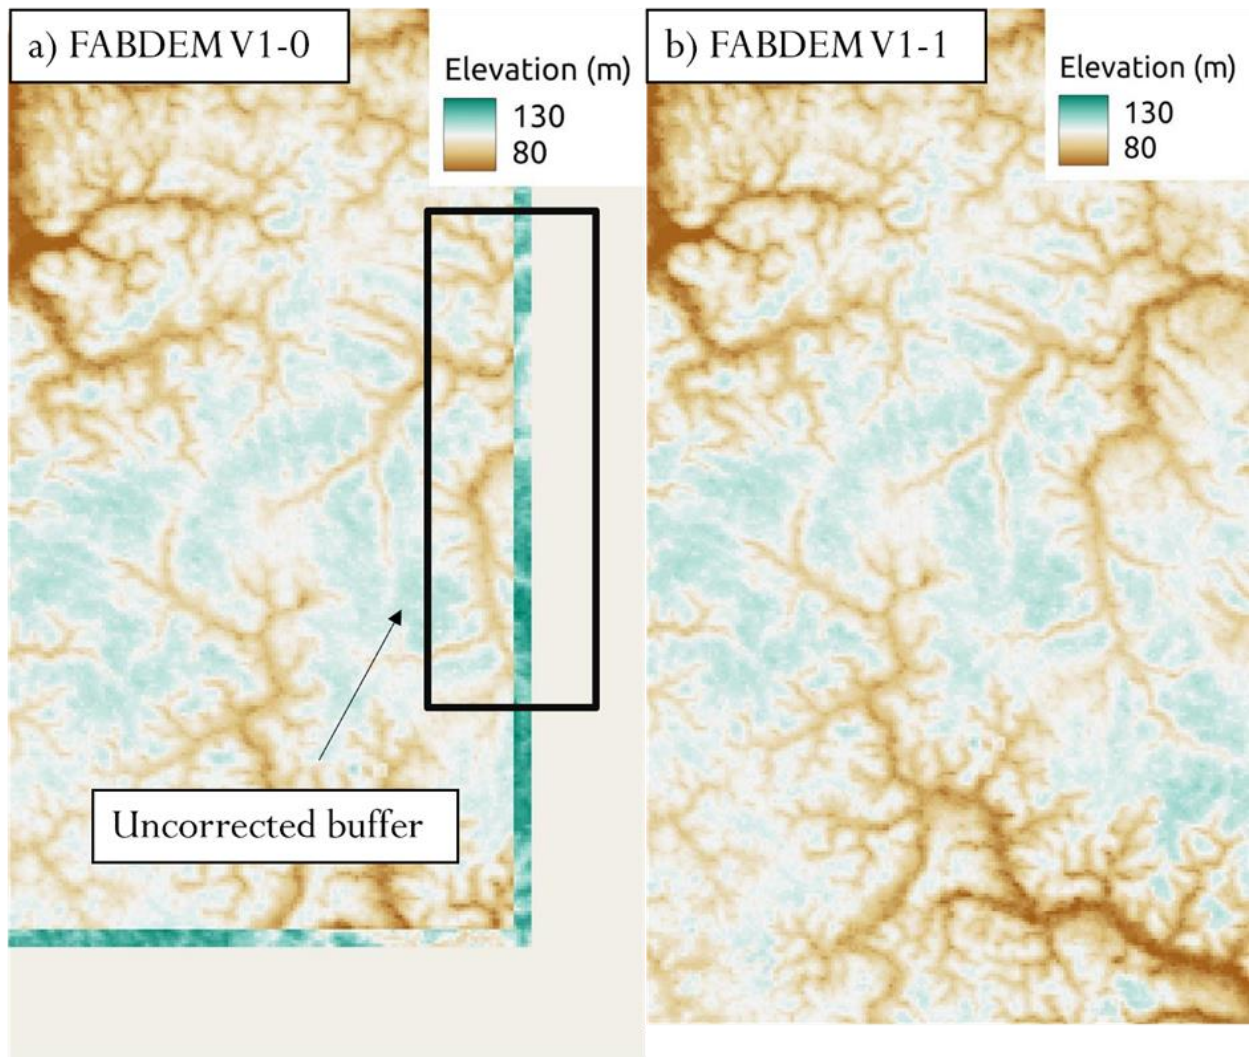 a) FABDEM V1-0
Elevation (m)
130
80
Uncorrected buffer
b) FABDEM V1-1
Elevation (m)
130
80